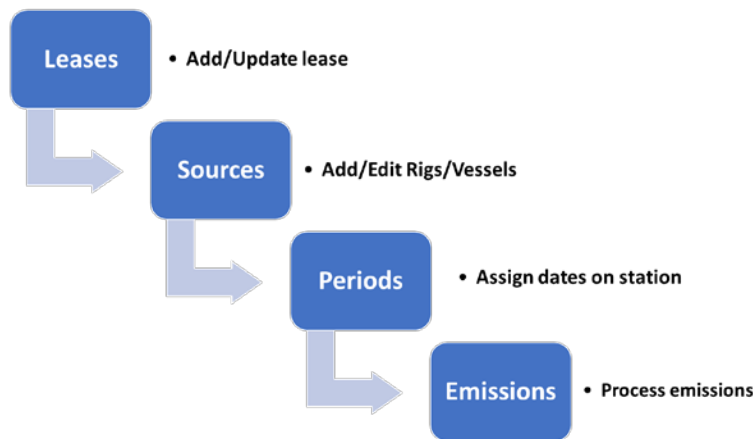 Leases
• Add/Update lease
Sources
• Add/Edit Rigs/Vessels
Periods
• Assign dates on station
Emissions
• Process emissions